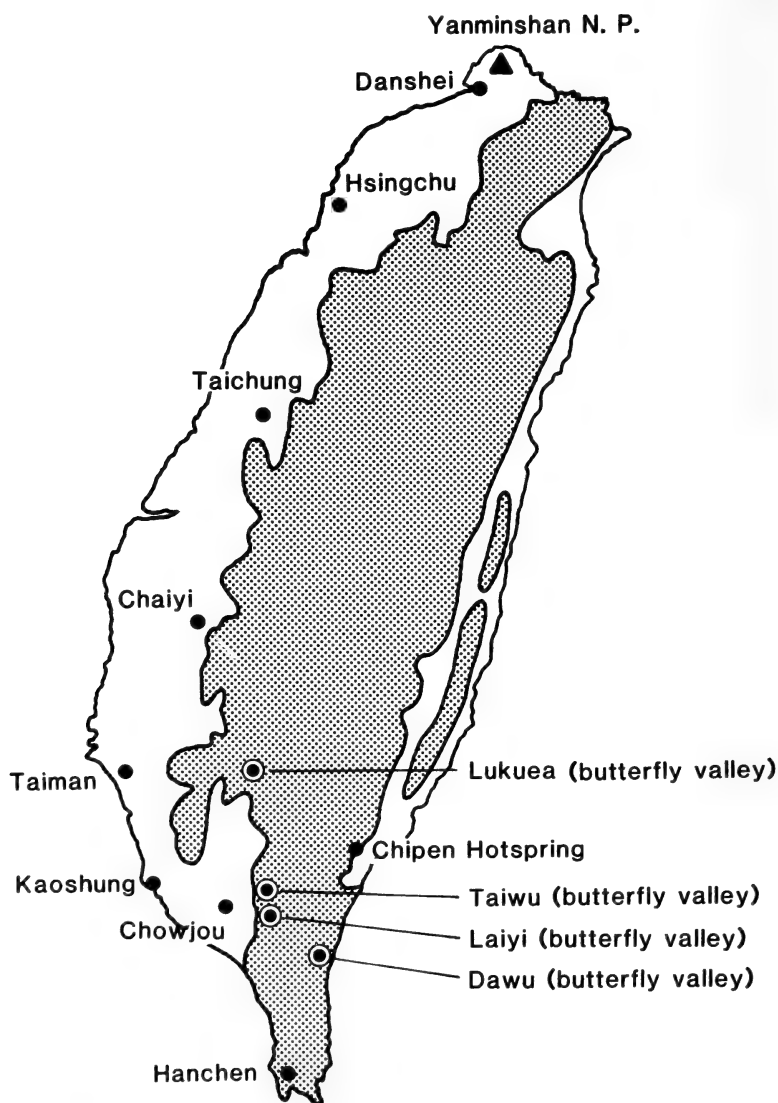 Yanminshan N. P.
Danshei
Hsingchu
Taichung
Chaiyi
Taiman
Lukuea (butterfly valley)
Chipen Hotspring
Kaoshung
Taiwu (butterfly valley)
Chowjou
Laiyi (butterfly valley)
Dawu (butterfly valley)
Hanchen